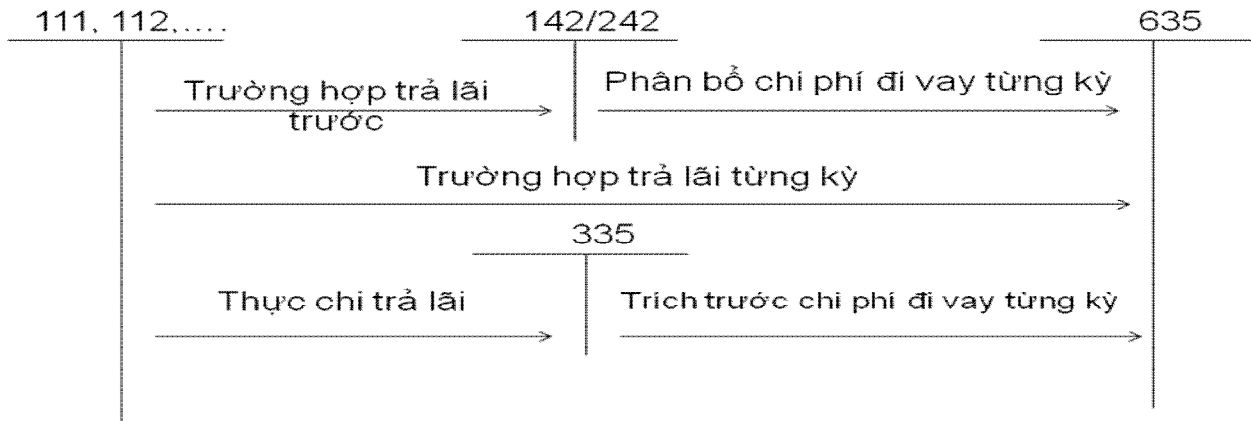 111, 112,.....
142/242
635
Trường hợp trả lãi
trước
Phân bổ chi phí đi vay từng kỳ
Trường hợp trả lãi từng kỳ
335
Thực chi trả lãi
Trích trước chi phí đi vay từng kỳ